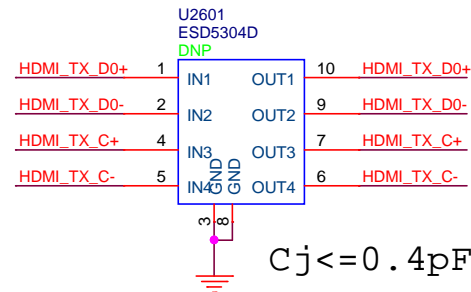 U2601
ESD5304D
DNP
HDMI_TX_D0+ 1 IN1 OUT1 10 HDMI_TX_D0+
HDMI_TX_D0- 2 IN2 OUT2 9 HDMI_TX_D0-
HDMI_TX_C+ 4 IN3 OUT3 7 HDMI_TX_C+
HDMI_TX_C- 5 IN4 OUT4 6 HDMI_TX_C-
GND GND
3 8
Cj<=0.4pF